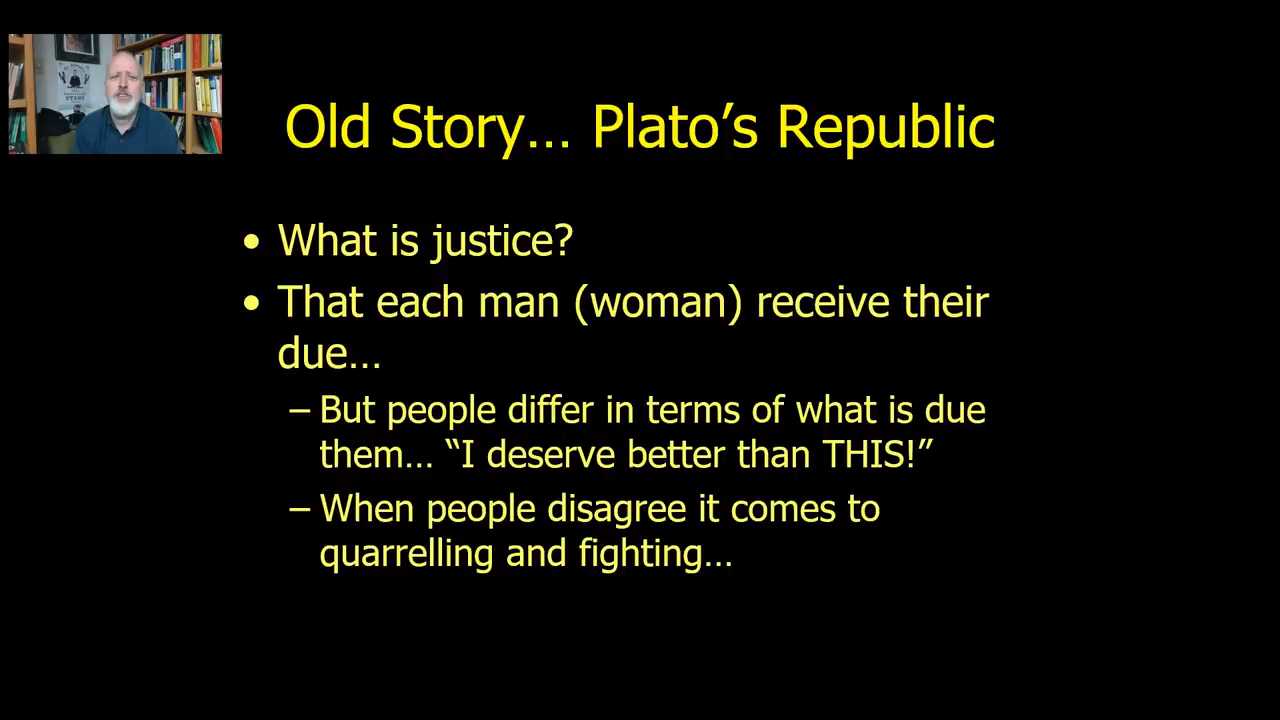 Old Story… Plato’s Republic
• What is justice?
• That each man (woman) receive their
due…
– But people differ in terms of what is due
them… “I deserve better than THIS!”
– When people disagree it comes to
quarrelling and fighting…